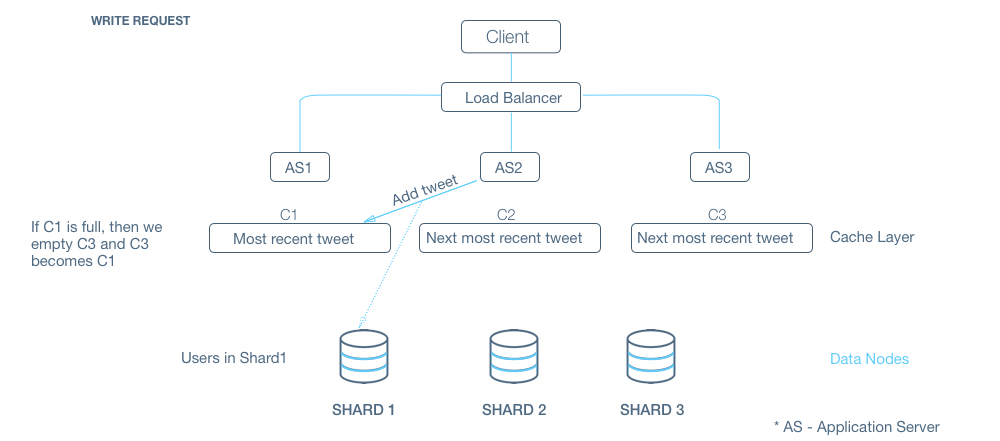 WRITE REQUEST
Client
Load Balancer
AS1
AS2
AS3
Add tweet
C1
C2
C3
If C1 is full, then we
empty C3 and C3
becomes C1
Most recent tweet
Next most recent tweet
Next most recent tweet
Cache Layer
Users in Shard1
Data Nodes
SHARD 1
SHARD 2
SHARD 3
* AS - Application Server